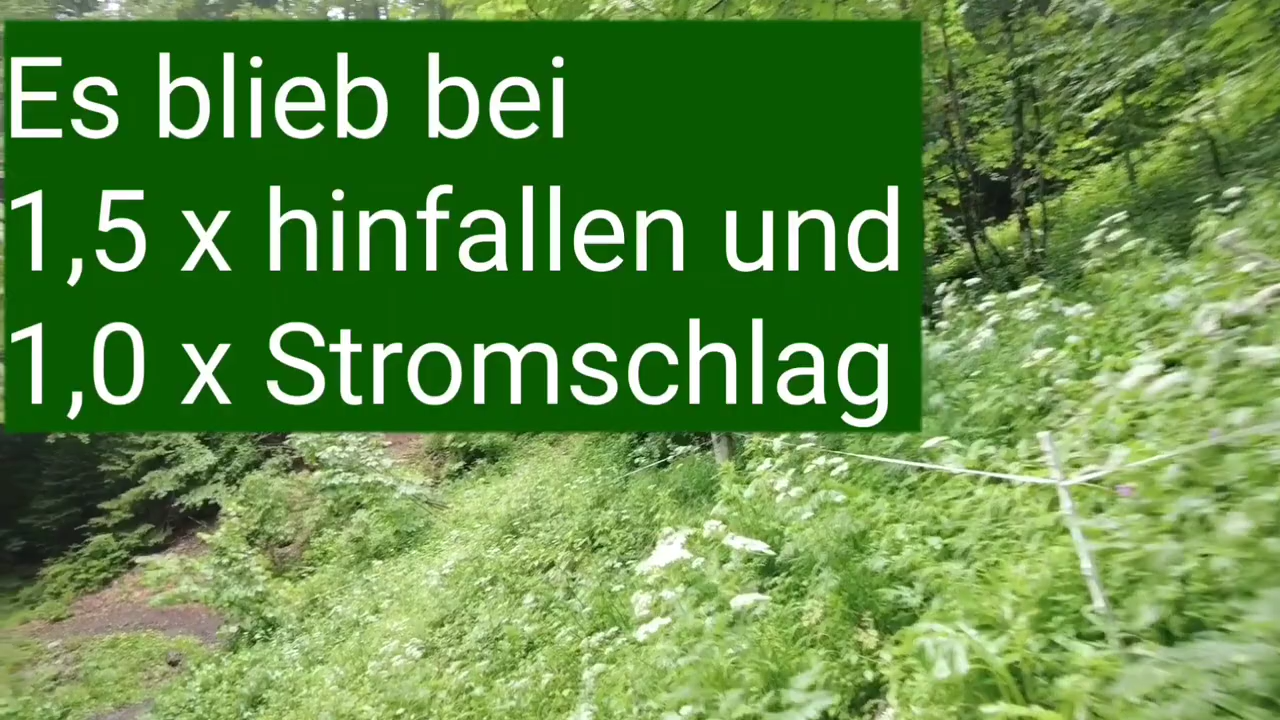 Es blieb bei
1,5 x hinfallen und
1,0 x Stromschlag